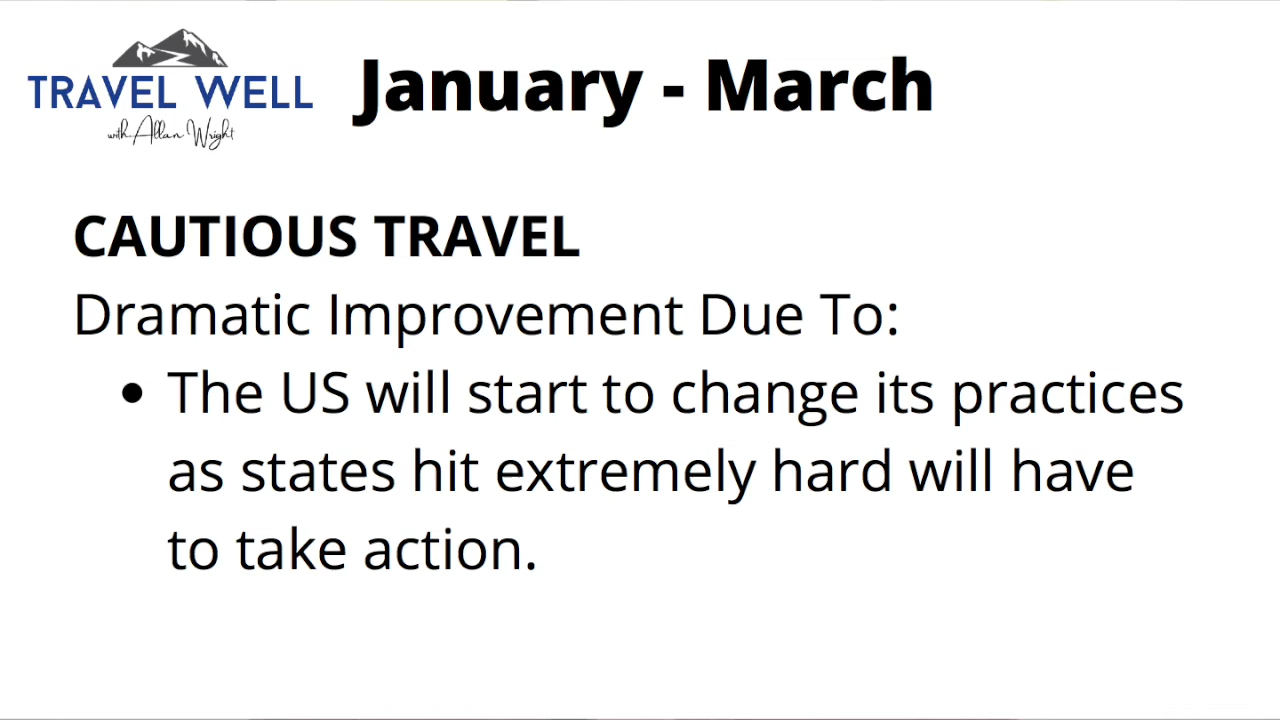 TRAVEL WELL
with Allan Wright
January - March
CAUTIOUS TRAVEL
Dramatic Improvement Due To:
• The US will start to change its practices
as states hit extremely hard will have
to take action.